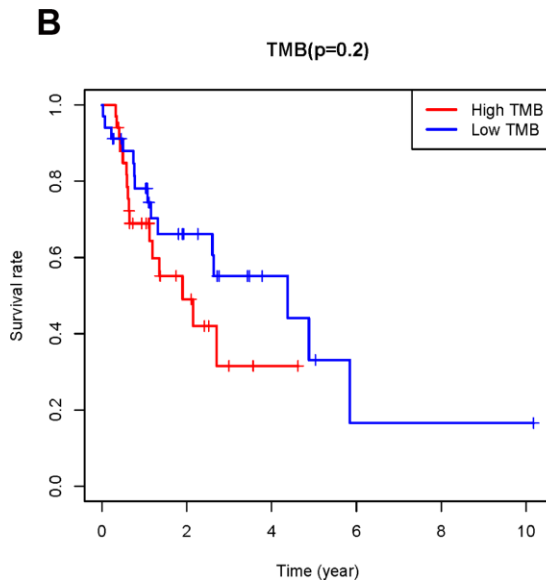 B
TMB(p=0.2)
High TMB
Low TMB
Survival rate
1.0
0.8
0.6
0.4
0.2
0.0
0 2 4 6 8 10
Time (year)